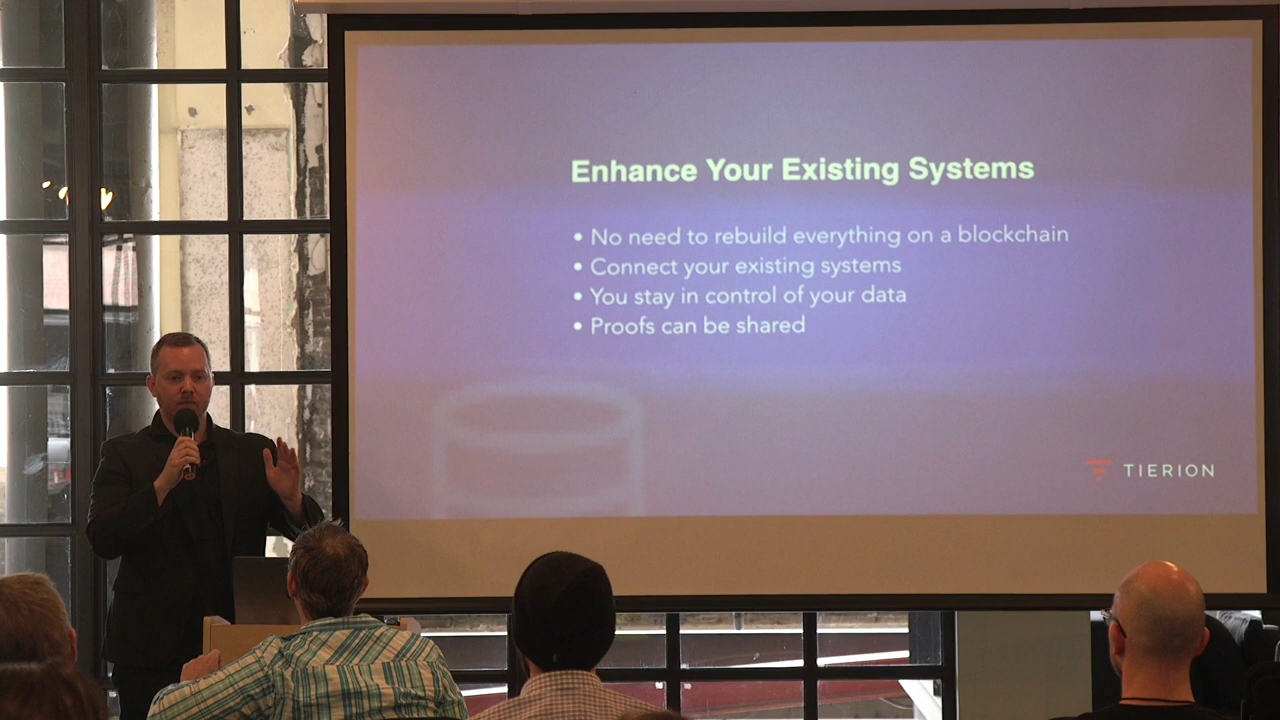 Enhance Your Existing Systems
• No need to rebuild everything on a blockchain
• Connect your existing systems
• You stay in control of your data
• Proofs can be shared
TIERION